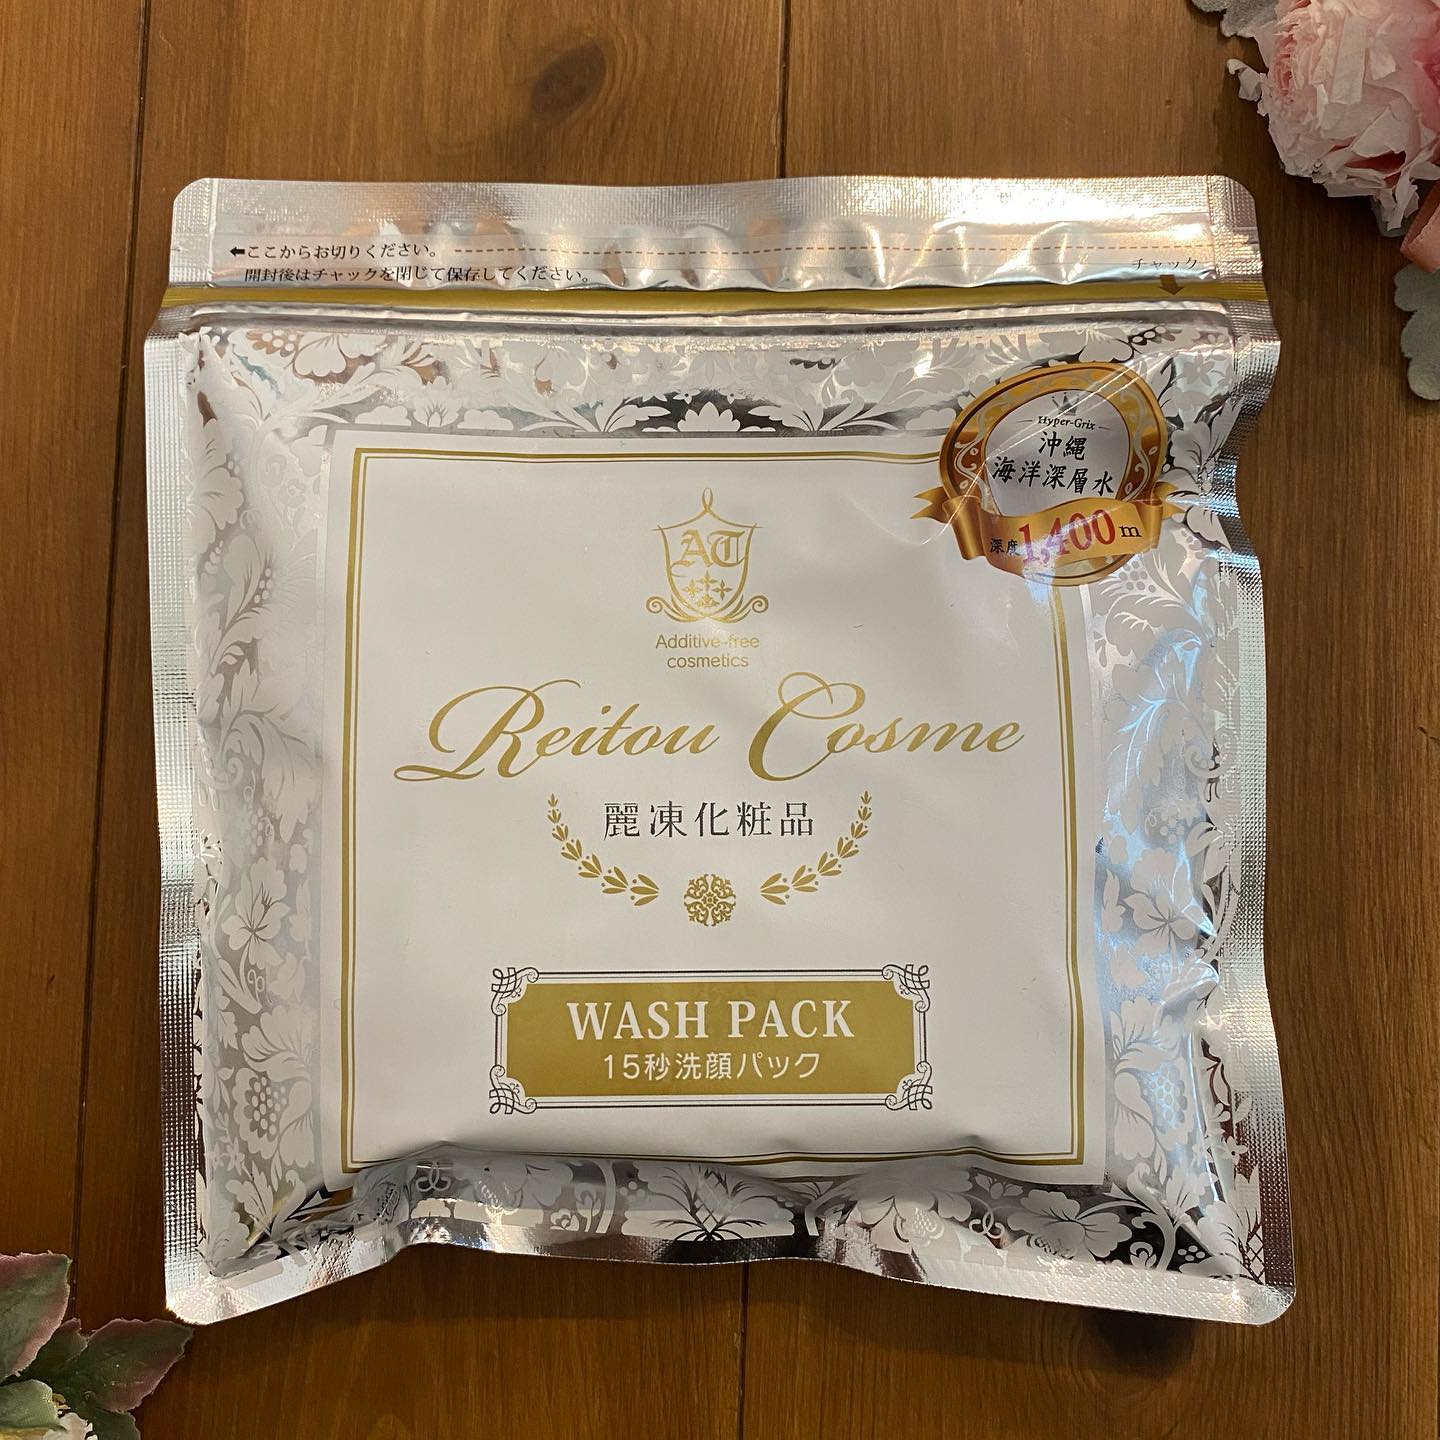 ←ここからお切りください。
開封後はチャックを閉じて保存してください。
チャック
Hyper-Grix
沖縄
海洋深層水
深度1,400m
AT
Additive-free
cosmetics
Reitou Cosme
麗凍化粧品
WASH PACK
15秒洗顔パック